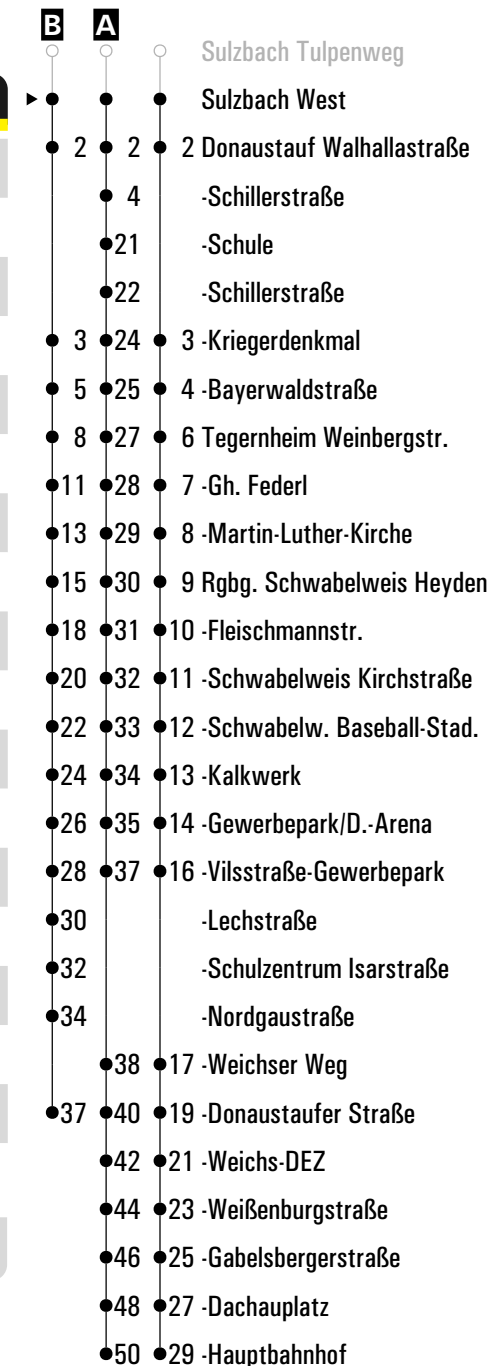 B A
Sulzbach Tulpenweg
Sulzbach West
2 2 2 Donaustauf Walhallastraße
4 -Schillerstraße
21 -Schule
22 -Schillerstraße
3 24 3 -Kriegerdenkmal
5 25 4 -Bayerwaldstraße
8 27 6 Tegernheim Weinbergstr.
11 28 7 -Gh. Federl
13 29 8 -Martin-Luther-Kirche
15 30 9 Rgbg. Schwabelweis Heyden
18 31 10 -Fleischmannstr.
20 32 11 -Schwabelweis Kirchstraße
22 33 12 -Schwabelw. Baseball-Stad.
24 34 13 -Kalkwerk
26 35 14 -Gewerbepark/D.-Arena
28 37 16 -Vilsstraße-Gewerbepark
30 -Lechstraße
32 -Schulzentrum Isarstraße
34 -Nordgaustraße
38 17 -Weichser Weg
37 40 19 -Donaustaufer Straße
42 21 -Weichs-DEZ
44 23 -Weißenburgstraße
46 25 -Gabelsbergerstraße
48 27 -Dachauplatz
50 29 -Hauptbahnhof